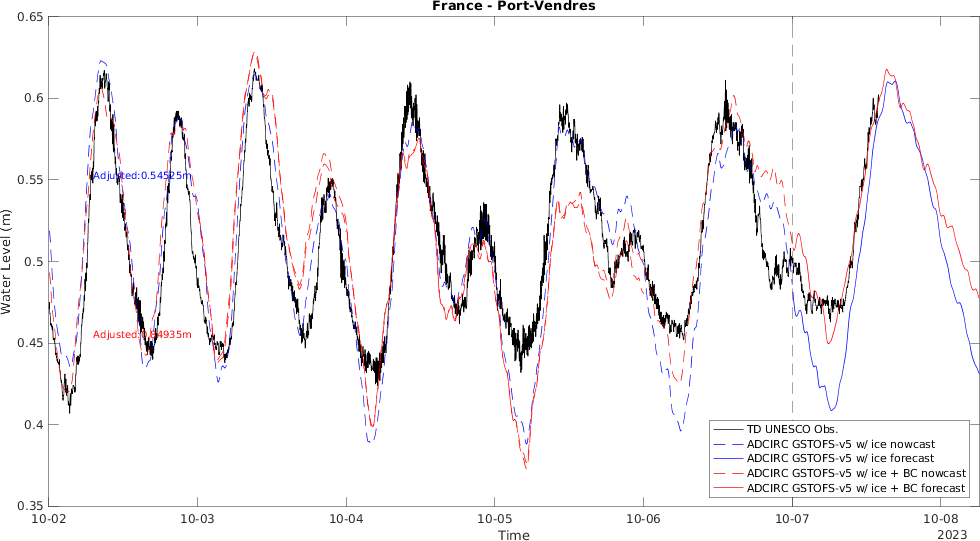 France - Port-Vendres
Water Level (m)
0.65
0.6
0.55
0.5
0.45
0.4
0.35
Adjusted:0.54525m
Adjusted:0.54935m
TD UNESCO Obs.
ADCIRC GSTOFS-v5 w/ ice nowcast
ADCIRC GSTOFS-v5 w/ ice forecast
ADCIRC GSTOFS-v5 w/ ice + BC nowcast
ADCIRC GSTOFS-v5 w/ ice + BC forecast
10-02 10-03 10-04 10-05 10-06 10-07 10-08
Time
2023